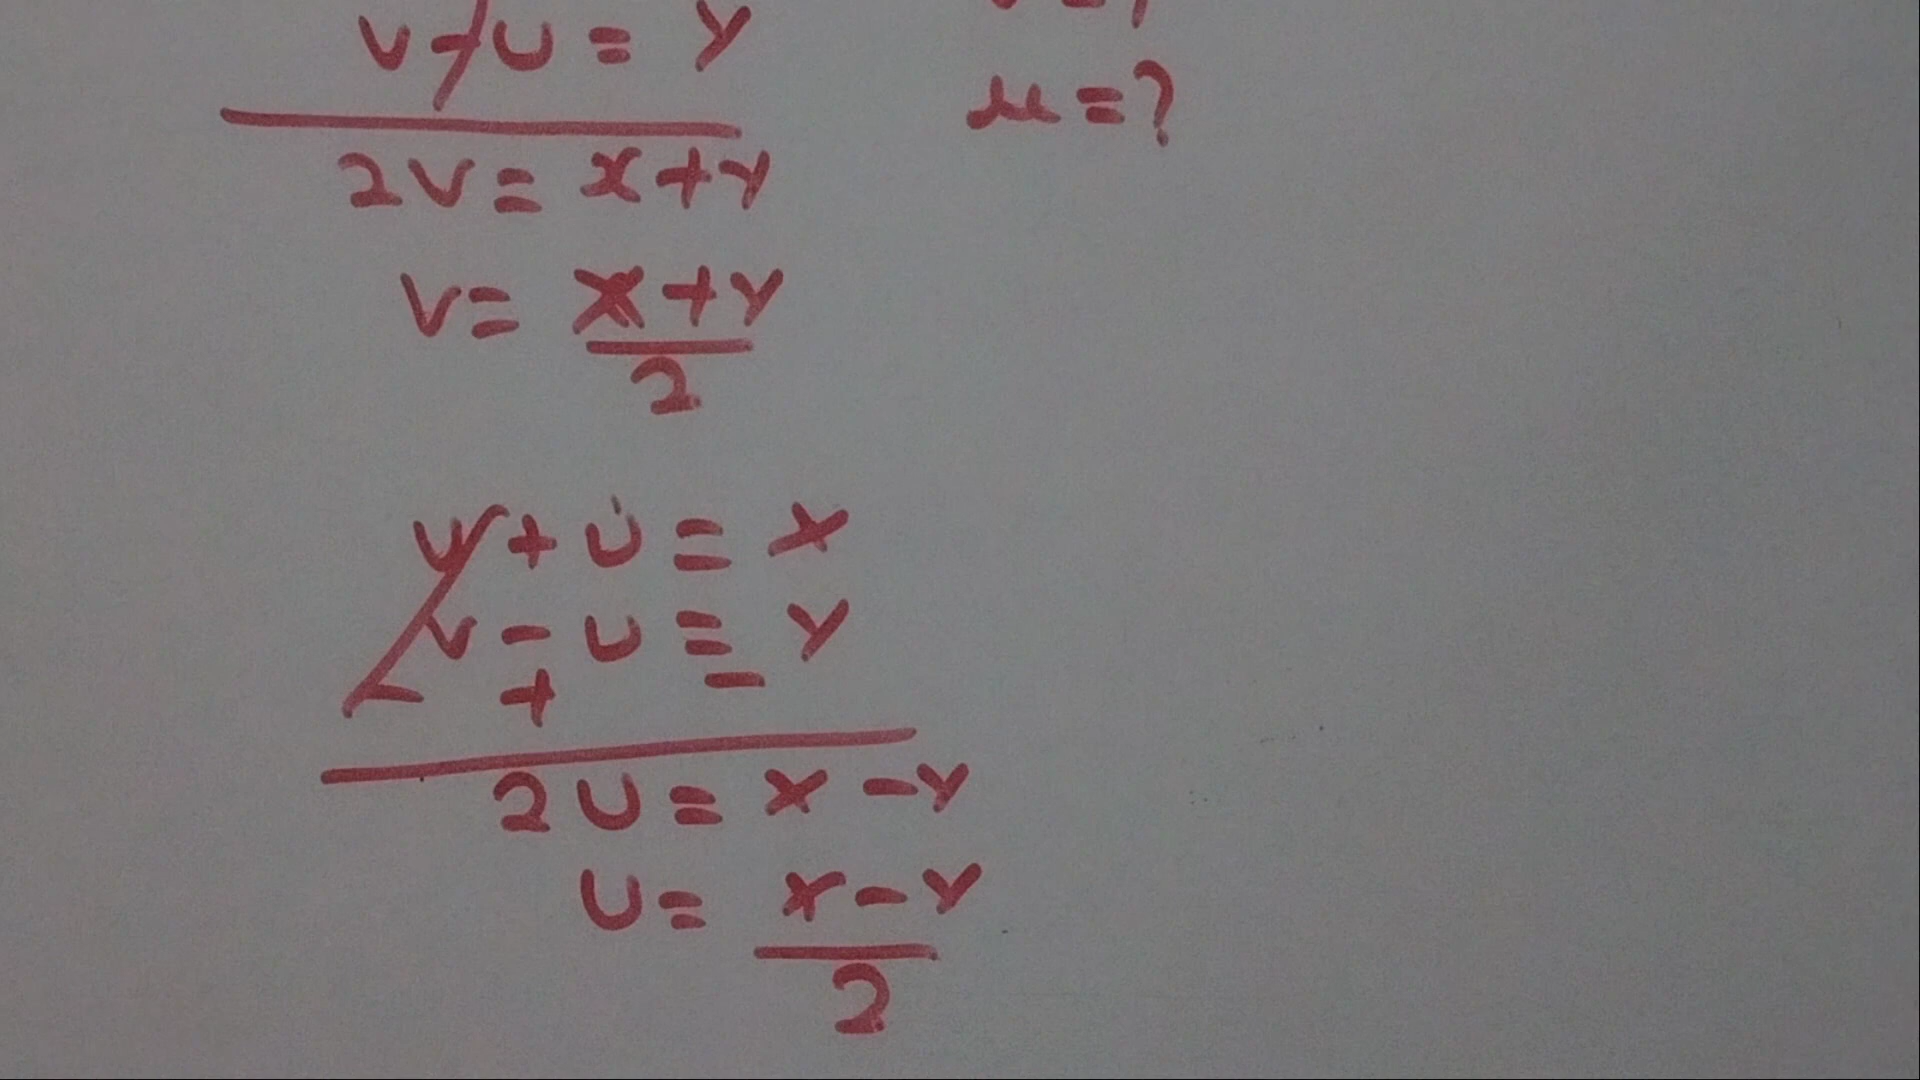 v-u = y
u = ?
2v = x+y
v = x+y
2
v + u = x
v - u = y
- + -
2u = x - y
u = x - y
2